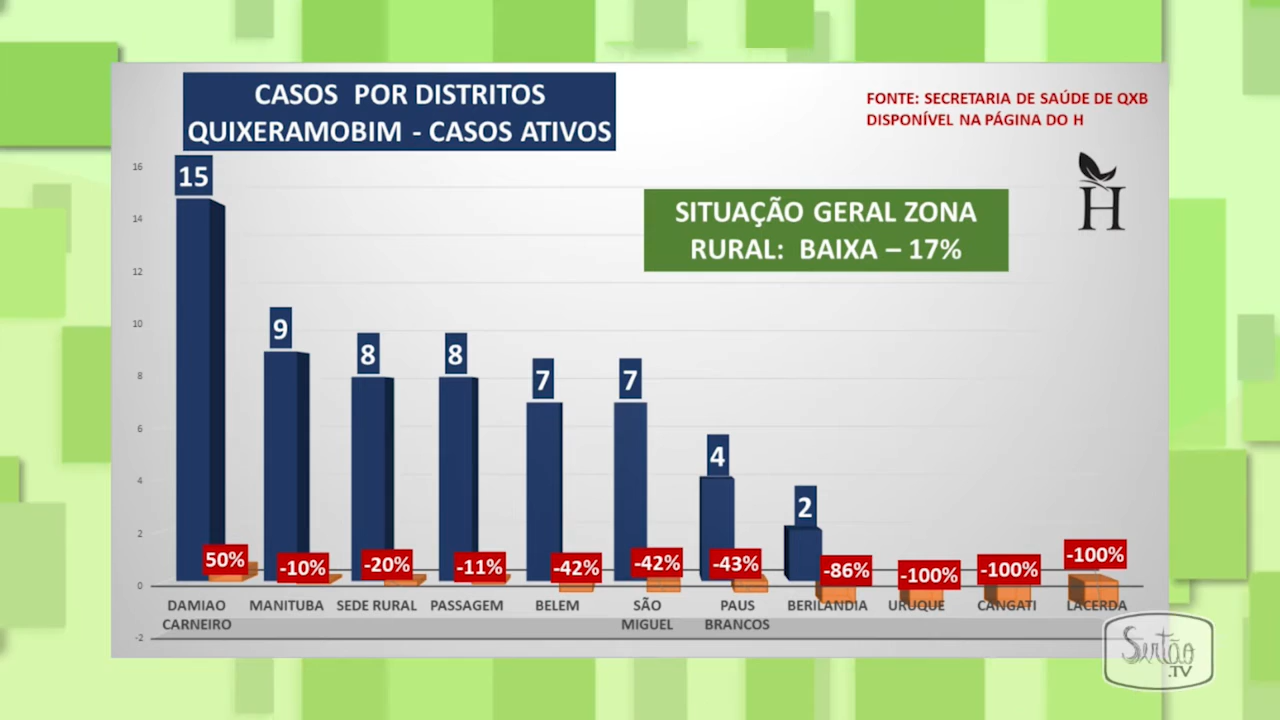 CASOS POR DISTRITOS
QUIXERAMOBIM - CASOS ATIVOS
FONTE: SECRETARIA DE SAÚDE DE QXB
DISPONÍVEL NA PÁGINA DO H
H
SITUAÇÃO GERAL ZONA
RURAL: BAIXA – 17%
16
14
12
10
8
6
4
2
0
-2
15
9
8
8
7
7
4
2
50%
-10%
-20%
-11%
-42%
-42%
-43%
-86%
-100%
-100%
-100%
DAMIAO
CARNEIRO
MANITUBA
SEDE RURAL
PASSAGEM
BELEM
SÃO
MIGUEL
PAUS
BRANCOS
BERILANDIA
URUQUE
CANGATI
LACERDA
Sertão
.TV